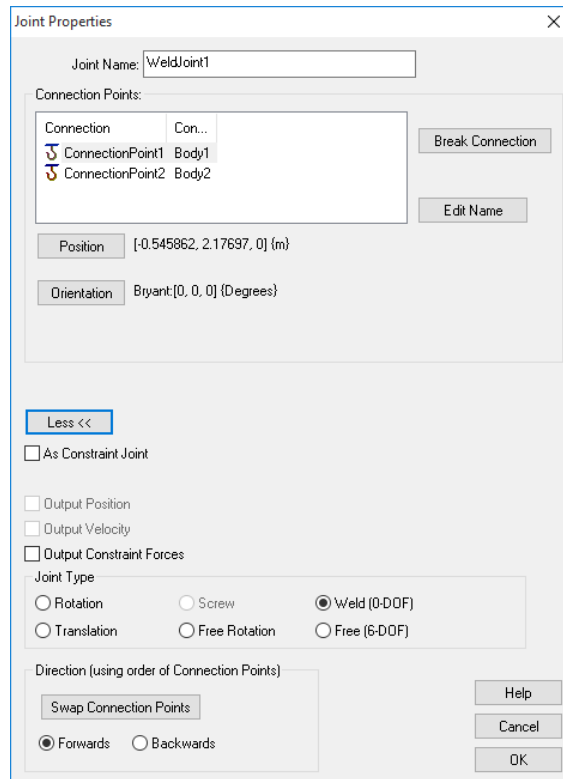 Joint Properties
Joint Name: WeldJoint1
Connection Points:
Connection Con...
ConnectionPoint1 Body1
ConnectionPoint2 Body2
Break Connection
Edit Name
Position [-0.545862, 2.17697, 0] {m}
Orientation Bryant:[0, 0, 0] {Degrees}
Less <<
As Constraint Joint
Output Position
Output Velocity
Output Constraint Forces
Joint Type
Rotation Screw Weld (0-DOF)
Translation Free Rotation Free (6-DOF)
Direction (using order of Connection Points)
Swap Connection Points
Forwards Backwards
Help
Cancel
OK